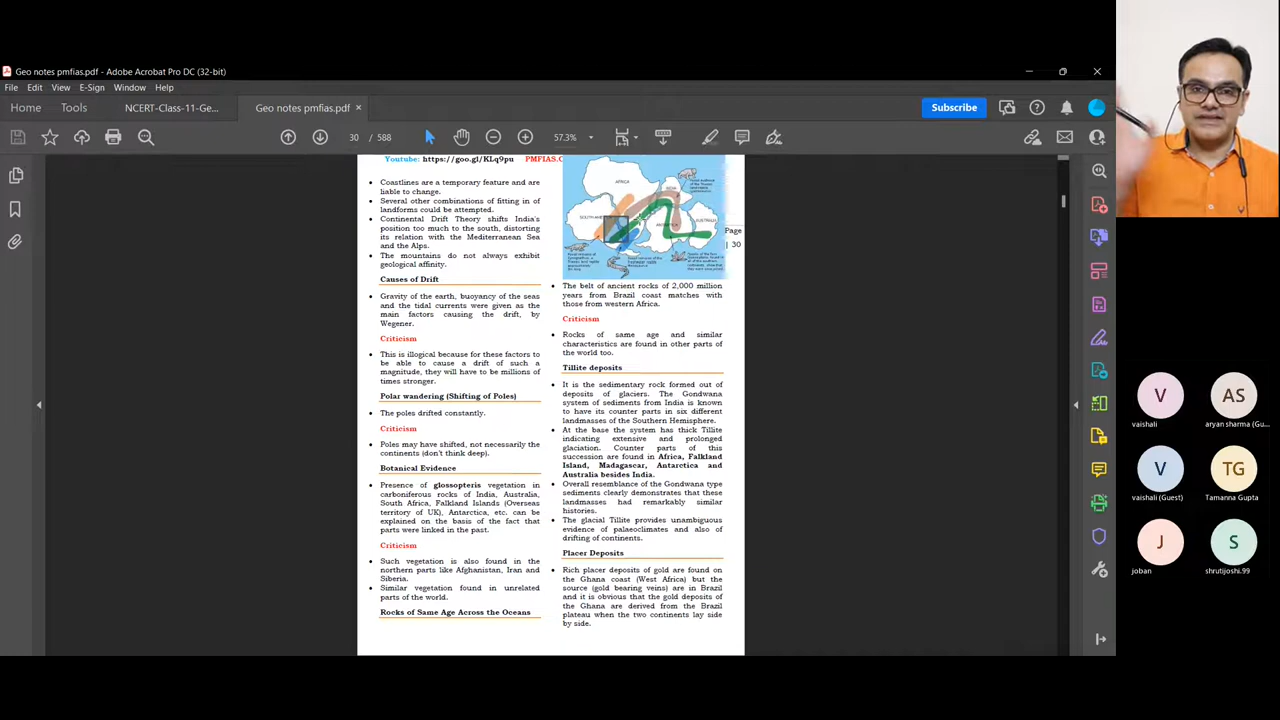 Geo notes pmfias.pdf - Adobe Acrobat Pro DC (32-bit)
File Edit View E-Sign Window Help
Home Tools NCERT-Class-11-Ge... Geo notes pmfias.pdf × Subscribe
30 / 588 57.3%
Youtube: https://goo.gl/KLq9pu PMFIAS.C
• Coastlines are a temporary feature and are
liable to change.
• Several other combinations of fitting in of
landforms could be attempted.
• Continental Drift Theory shifts India's
position too much to the south, distorting
its relation with the Mediterranean Sea
and the Alps.
• The mountains do not always exhibit
geological affinity.
Causes of Drift
• Gravity of the earth, buoyancy of the seas
and the tidal currents were given as the
main factors causing the drift, by
Wegener.
Criticism
• This is illogical because for these factors to
be able to cause a drift of such a
magnitude, they will have to be millions of
times stronger.
Polar wandering (Shifting of Poles)
• The poles drifted constantly.
Criticism
• Poles may have shifted, not necessarily the
continents (don't think deep).
Botanical Evidence
• Presence of glossopteris vegetation in
carboniferous rocks of India, Australia,
South Africa, Falkland Islands (Overseas
territory of UK), Antarctica, etc. can be
explained on the basis of the fact that
parts were linked in the past.
Criticism
• Such vegetation is also found in the
northern parts like Afghanistan, Iran and
Siberia.
• Similar vegetation found in unrelated
parts of the world.
Rocks of Same Age Across the Oceans
AFRICA
INDIA
AUSTRALIA
Page
| 30
• The belt of ancient rocks of 2,000 million
years from Brazil coast matches with
those from western Africa.
Criticism
• Rocks of same age and similar
characteristics are found in other parts of
the world too.
Tillite deposits
• It is the sedimentary rock formed out of
deposits of glaciers. The Gondwana
system of sediments from India is known
to have its counter parts in six different
landmasses of the Southern Hemisphere.
• At the base the system has thick Tillite
indicating extensive and prolonged
glaciation. Counter parts of this
succession are found in Africa, Falkland
Island, Madagascar, Antarctica and
Australia besides India.
• Overall resemblance of the Gondwana type
sediments clearly demonstrates that these
landmasses had remarkably similar
histories.
• The glacial Tillite provides unambiguous
evidence of palaeoclimates and also of
drifting of continents.
Placer Deposits
• Rich placer deposits of gold are found on
the Ghana coast (West Africa) but the
source (gold bearing veins) are in Brazil
and it is obvious that the gold deposits of
the Ghana are derived from the Brazil
plateau when the two continents lay side
by side.
V AS
vaishali aryan sharma (Gu...
V TG
vaishali (Guest) Tamanna Gupta
J S
joban shrutijoshi.99